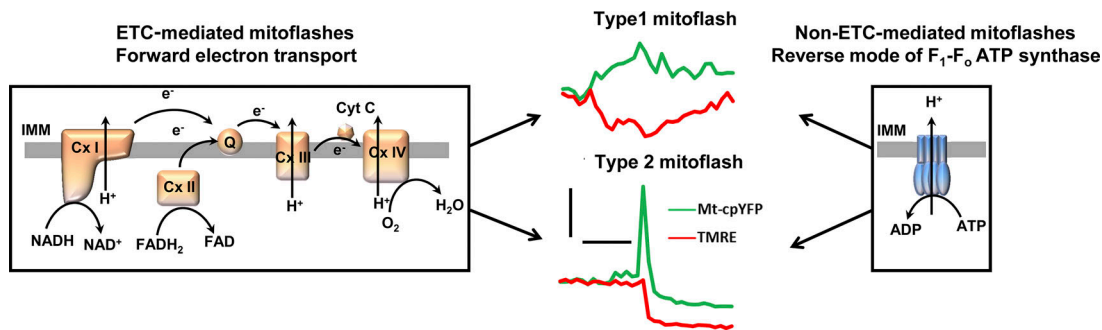 ETC-mediated mitoflashes
Forward electron transport
e-
e-
e-
e-
Cyt C
IMM
Cx I
Q
Cx II
Cx III
Cx IV
H+
H+
H+
O2
H2O
NADH
NAD+
FADH2
FAD
Type1 mitoflash
Type 2 mitoflash
Mt-cpYFP
TMRE
Non-ETC-mediated mitoflashes
Reverse mode of F1-Fo ATP synthase
H+
IMM
ADP
ATP